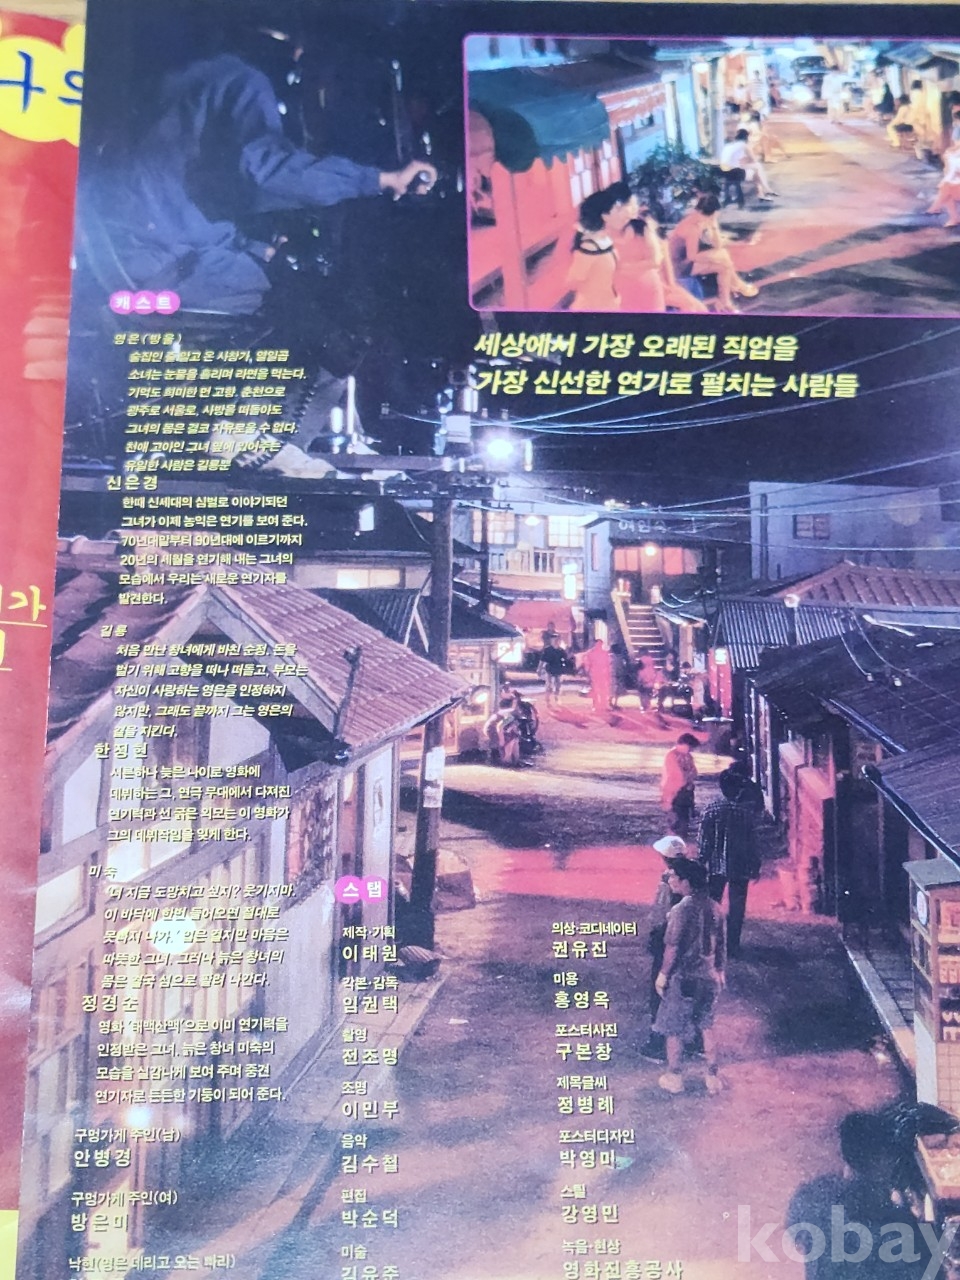 나의
캐스트
영은(방울)
술집인 줄 알고 온 사창가, 열일곱
소녀는 눈물을 흘리며 라면을 먹는다.
기억도 희미한 먼 고향, 춘천으로
광주로 서울로, 사방을 떠돌아도
그녀의 몸은 결코 자유로울 수 없다.
천애 고아인 그녀 옆에 있어주는
유일한 사람은 길룡뿐
신은경
한때 신세대의 심벌로 이야기되던
그녀가 이제 농익은 연기를 보여 준다.
70년대말부터 90년대에 이르기까지
20년의 세월을 연기해 내는 그녀의
모습에서 우리는 새로운 연기자를
발견한다.
길룡
처음 만난 창녀에게 바친 순정, 돈을
벌기 위해 고향을 떠나 떠돌고, 부모는
자신이 사랑하는 영은을 인정하지
않지만, 그래도 끝까지 그는 영은의
곁을 지킨다.
한정현
서른하나 늦은 나이로 영화에
데뷔하는 그, 연극 무대에서 다져진
연기력과 선 굵은 외모는 이 영화가
그의 데뷔작임을 잊게 한다.
미숙
'너 지금 도망치고 싶지? 웃기지마.
이 바닥에 한번 들어오면 절대로
못빠져 나가.' 입은 걸지만 마음은
따뜻한 그녀, 그러나 늙은 창녀의
몸은 결국 섬으로 팔려 나간다.
정경순
영화 '태백산맥'으로 이미 연기력을
인정받은 그녀, 늙은 창녀 미숙의
모습을 실감나게 보여 주며 중견
연기자로 든든한 기둥이 되어 준다.
구멍가게 주인(남)
안병경
구멍가게 주인(여)
방은미
낙현(영은 데리고 오는 삐리)
세상에서 가장 오래된 직업을
가장 신선한 연기로 펼치는 사람들
여인숙
스탭
제작·기획
이태원
각본·감독
임권택
촬영
전조명
조명
이민부
음악
김수철
편집
박순덕
미술
김유준
의상·코디네이터
권유진
미용
홍영옥
포스터사진
구본창
제목글씨
정병례
포스터디자인
박영미
스틸
강영민
녹음·현상
영화진흥공사
kobay